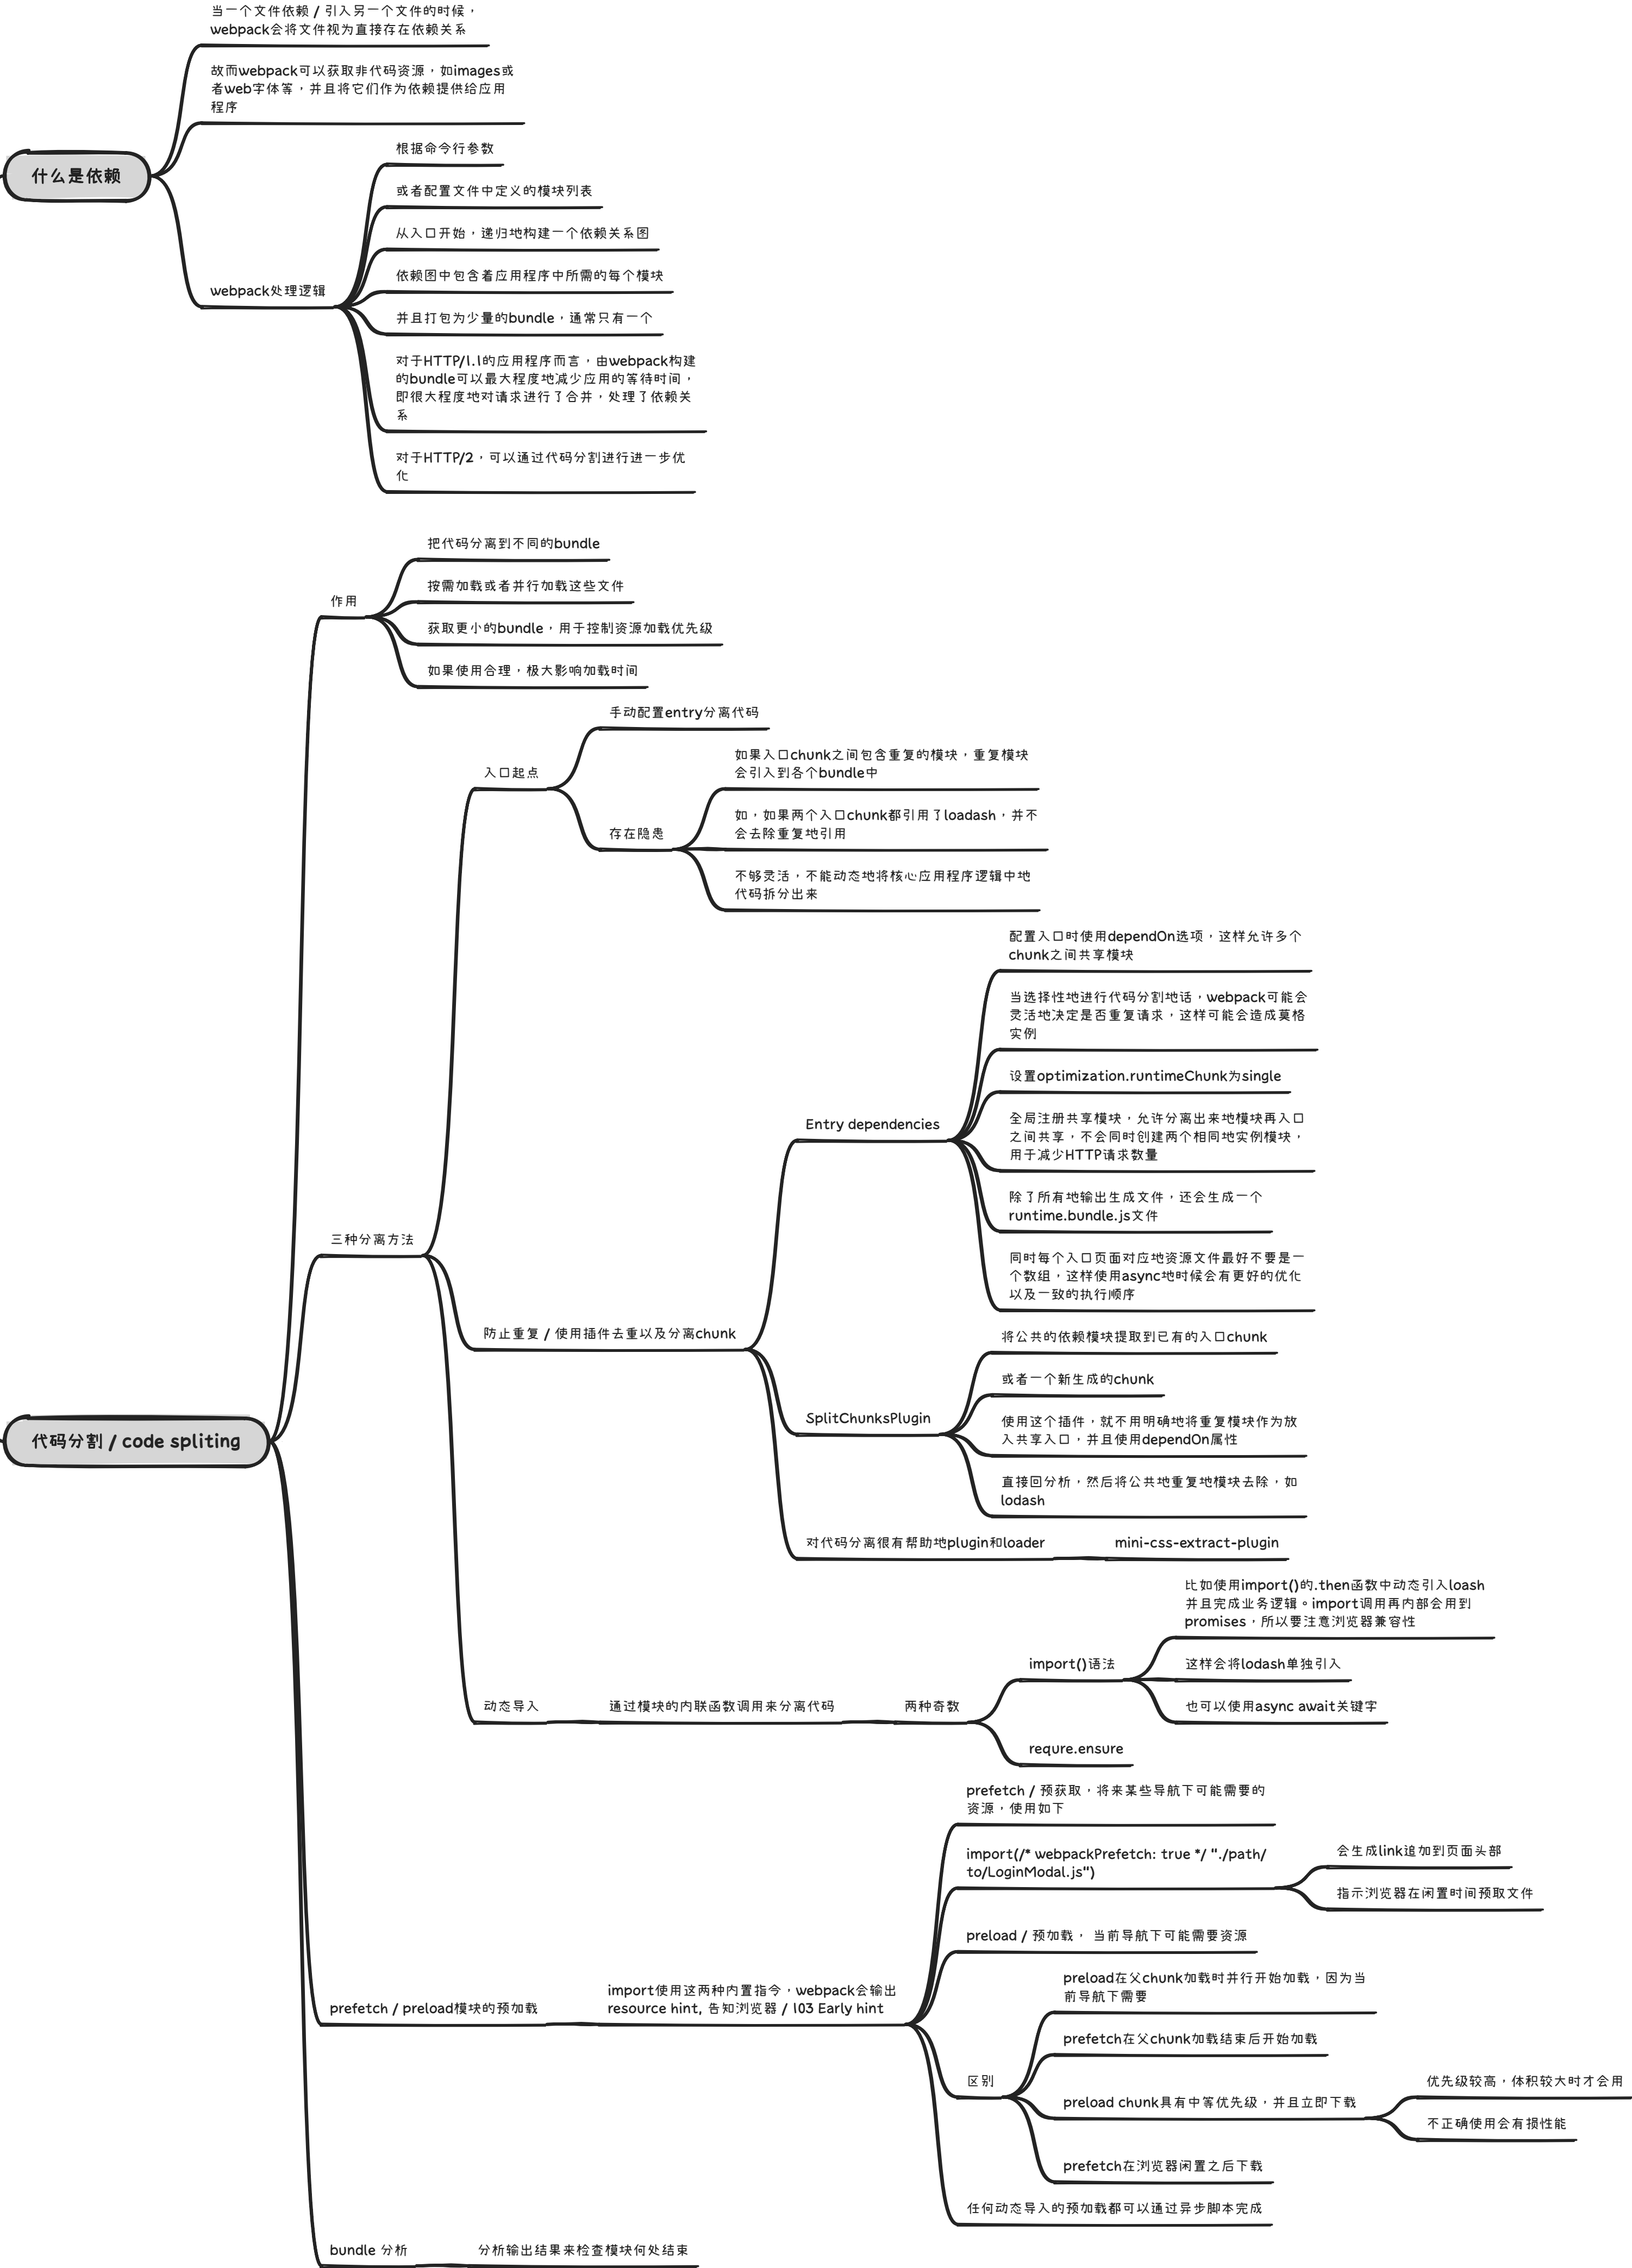 当一个文件依赖 / 引入另一个文件的时候，
webpack会将文件视为直接存在依赖关系
故而webpack可以获取非代码资源，如images或
者web字体等，并且将它们作为依赖提供给应用
程序
什么是依赖
webpack处理逻辑
根据命令行参数
或者配置文件中定义的模块列表
从入口开始，递归地构建一个依赖关系图
依赖图中包含着应用程序中所需的每个模块
并且打包为少量的bundle，通常只有一个
对于HTTP/1.1的应用程序而言，由webpack构建
的bundle可以最大程度地减少应用的等待时间，
即很大程度地对请求进行了合并，处理了依赖关
系
对于HTTP/2，可以通过代码分割进行进一步优
化
代码分割 / code spliting
作用
把代码分离到不同的bundle
按需加载或者并行加载这些文件
获取更小的bundle，用于控制资源加载优先级
如果使用合理，极大影响加载时间
三种分离方法
入口起点
手动配置entry分离代码
存在隐患
如果入口chunk之间包含重复的模块，重复模块
会引入到各个bundle中
如，如果两个入口chunk都引用了loadash，并不
会去除重复地引用
不够灵活，不能动态地将核心应用程序逻辑中地
代码拆分出来
防止重复 / 使用插件去重以及分离chunk
Entry dependencies
配置入口时使用dependOn选项，这样允许多个
chunk之间共享模块
当选择性地进行代码分割地话，webpack可能会
灵活地决定是否重复请求，这样可能会造成莫格
实例
设置optimization.runtimeChunk为single
全局注册共享模块，允许分离出来地模块再入口
之间共享，不会同时创建两个相同地实例模块，
用于减少HTTP请求数量
除了所有地输出生成文件，还会生成一个
runtime.bundle.js文件
同时每个入口页面对应地资源文件最好不要是一
个数组，这样使用async地时候会有更好的优化
以及一致的执行顺序
SplitChunksPlugin
将公共的依赖模块提取到已有的入口chunk
或者一个新生成的chunk
使用这个插件，就不用明确地将重复模块作为放
入共享入口，并且使用dependOn属性
直接回分析，然后将公共地重复地模块去除，如
lodash
对代码分离很有帮助地plugin和loader
mini-css-extract-plugin
动态导入
通过模块的内联函数调用来分离代码
两种奇数
import()语法
比如使用import()的.then函数中动态引入loash
并且完成业务逻辑。import调用再内部会用到
promises，所以要注意浏览器兼容性
这样会将lodash单独引入
也可以使用async await关键字
requre.ensure
prefetch / preload模块的预加载
import使用这两种内置指令，webpack会输出
resource hint, 告知浏览器 / 103 Early hint
prefetch / 预获取，将来某些导航下可能需要的
资源，使用如下
import(/* webpackPrefetch: true */ "./path/
to/LoginModal.js")
会生成link追加到页面头部
指示浏览器在闲置时间预取文件
preload / 预加载， 当前导航下可能需要资源
区别
preload在父chunk加载时并行开始加载，因为当
前导航下需要
prefetch在父chunk加载结束后开始加载
preload chunk具有中等优先级，并且立即下载
优先级较高，体积较大时才会用
不正确使用会有损性能
prefetch在浏览器闲置之后下载
任何动态导入的预加载都可以通过异步脚本完成
bundle 分析
分析输出结果来检查模块何处结束